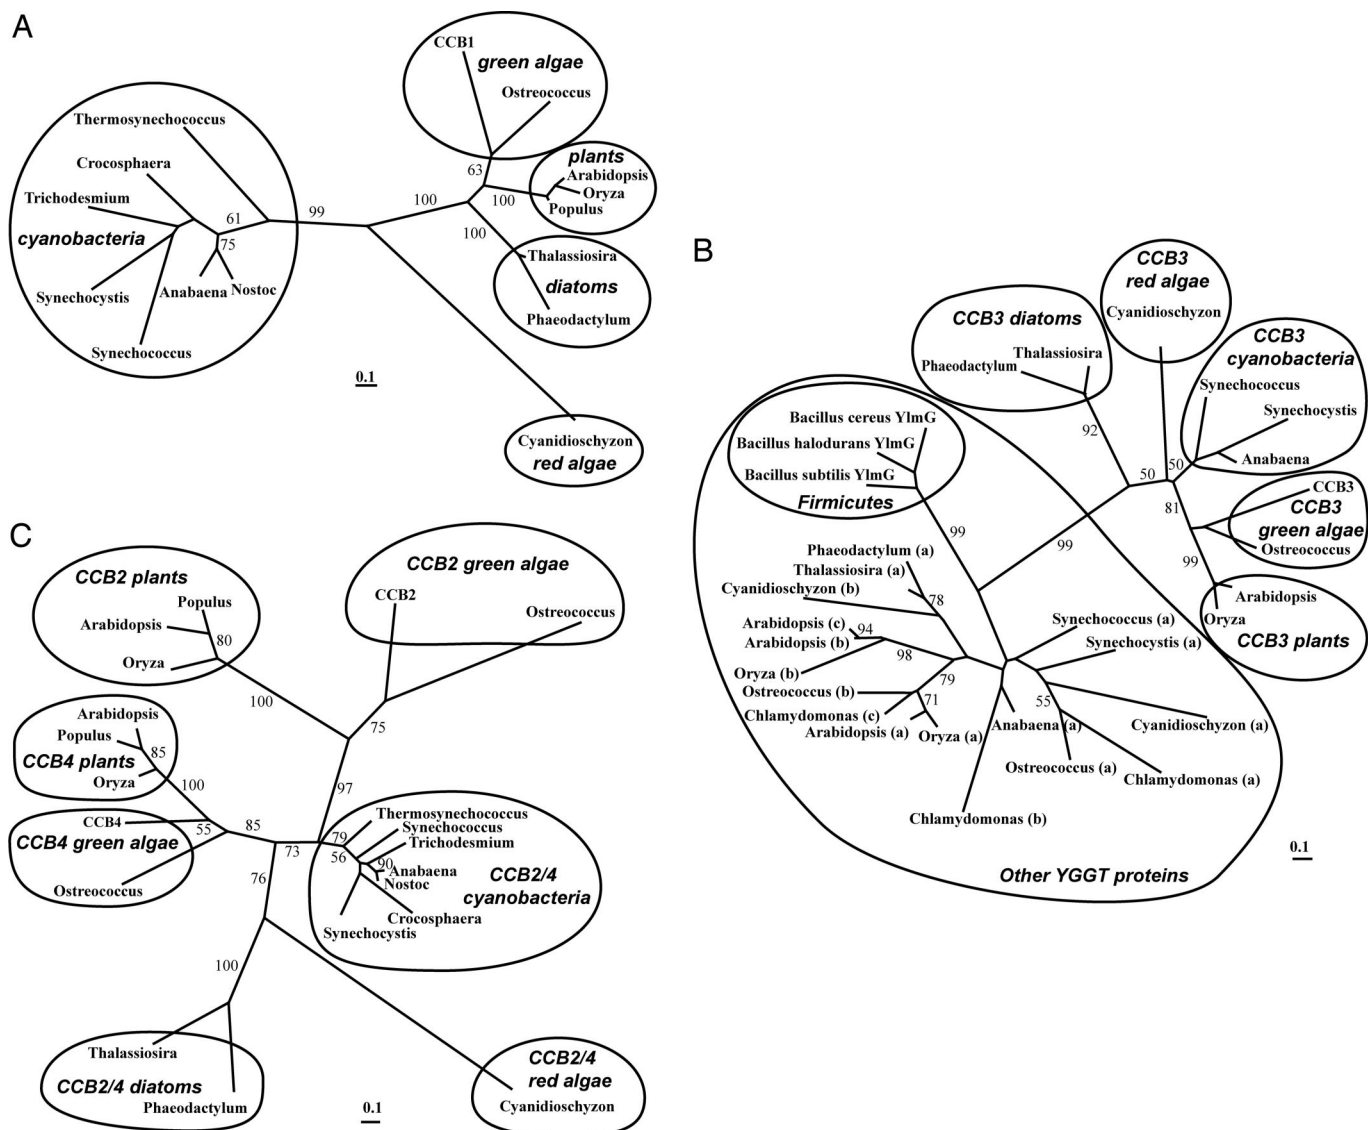 A
CCB1
green algae
Ostreococcus
Thermosynechococcus
Crocosphaera
Trichodesmium
cyanobacteria
Synechocystis
Synechococcus
Anabaena
Nostoc
61
75
99
100
63
100
100
plants
Arabidopsis
Oryza
Populus
Thalassiosira
diatoms
Phaeodactylum
0.1
Cyanidioschyzon
red algae
B
CCB3
red algae
Cyanidioschyzon
CCB3 diatoms
Thalassiosira
Phaeodactylum
CCB3
cyanobacteria
Synechococcus
Synechocystis
Anabaena
92
50
50
81
99
99
99
CCB3
CCB3
green algae
Ostreococcus
Arabidopsis
Oryza
CCB3 plants
Bacillus cereus YlmG
Bacillus halodurans YlmG
Bacillus subtilis YlmG
Firmicutes
Phaeodactylum (a)
Thalassiosira (a)
Cyanidioschyzon (b)
78
Arabidopsis (c)
94
Arabidopsis (b)
98
Oryza (b)
79
Ostreococcus (b)
71
Chlamydomonas (c)
Arabidopsis (a)
Oryza (a)
Synechococcus (a)
Synechocystis (a)
55
Anabaena (a)
Cyanidioschyzon (a)
Ostreococcus (a)
Chlamydomonas (a)
Chlamydomonas (b)
Other YGGT proteins
0.1
C
CCB2 plants
Populus
Arabidopsis
80
Oryza
100
CCB2 green algae
CCB2
Ostreococcus
75
97
Arabidopsis
Populus
85
CCB4 plants
Oryza
100
CCB4
55
85
CCB4 green algae
Ostreococcus
73
76
Thermosynechococcus
79
Synechococcus
56
Trichodesmium
90
Anabaena
Nostoc
CCB2/4
cyanobacteria
Crocosphaera
Synechocystis
100
Thalassiosira
CCB2/4 diatoms
Phaeodactylum
0.1
CCB2/4
red algae
Cyanidioschyzon